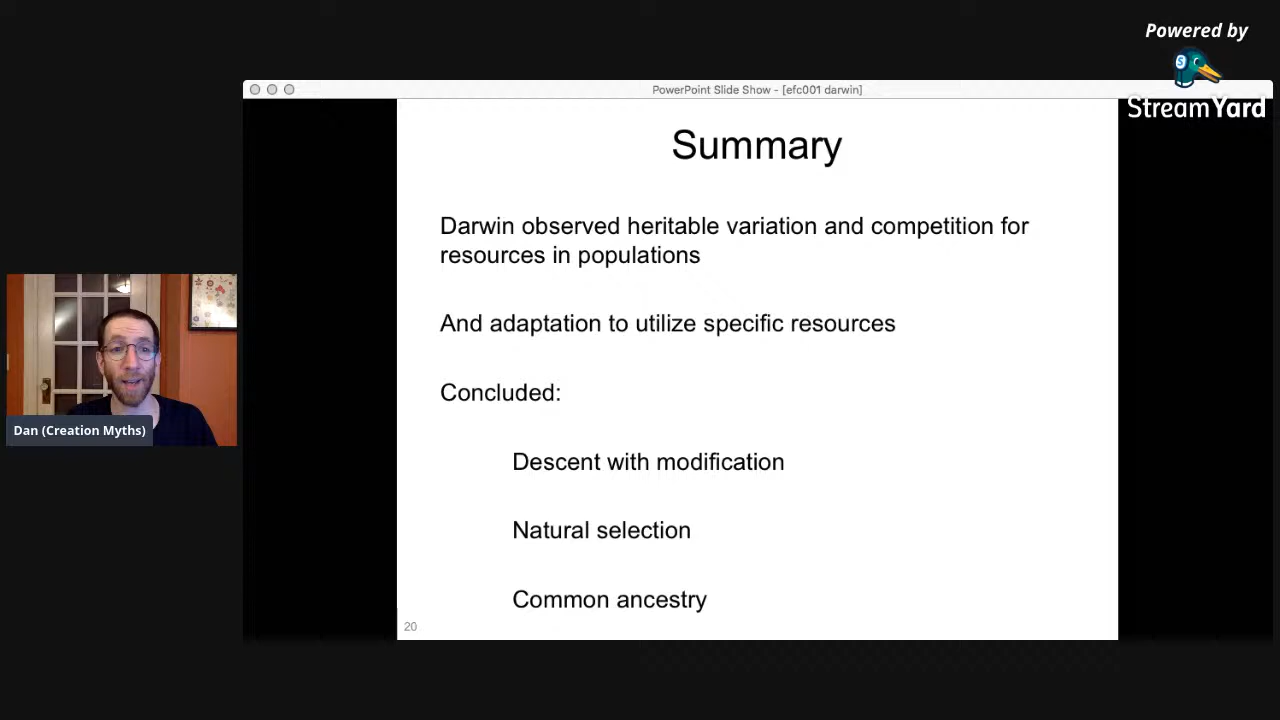 Powered by
StreamYard
PowerPoint Slide Show - [efc001 darwin]
Summary
Darwin observed heritable variation and competition for
resources in populations
And adaptation to utilize specific resources
Concluded:
Descent with modification
Natural selection
Common ancestry
20
Dan (Creation Myths)